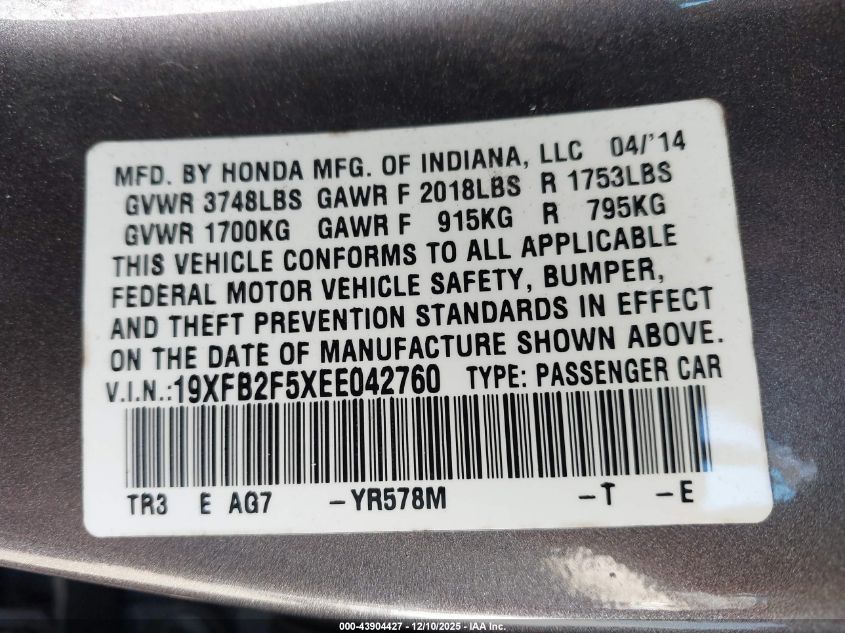 MFD. BY HONDA MFG. OF INDIANA, LLC 04/'14
GVWR 3748LBS GAWR F 2018LBS R 1753LBS
GVWR 1700KG GAWR F 915KG R 795KG
THIS VEHICLE CONFORMS TO ALL APPLICABLE
FEDERAL MOTOR VEHICLE SAFETY, BUMPER,
AND THEFT PREVENTION STANDARDS IN EFFECT
ON THE DATE OF MANUFACTURE SHOWN ABOVE.
V.I.N.:19XFB2F5XEE042760 TYPE: PASSENGER CAR
TR3 E AG7 -YR578M -T -E
000-43904427 - 12/10/2025 - IAA Inc.